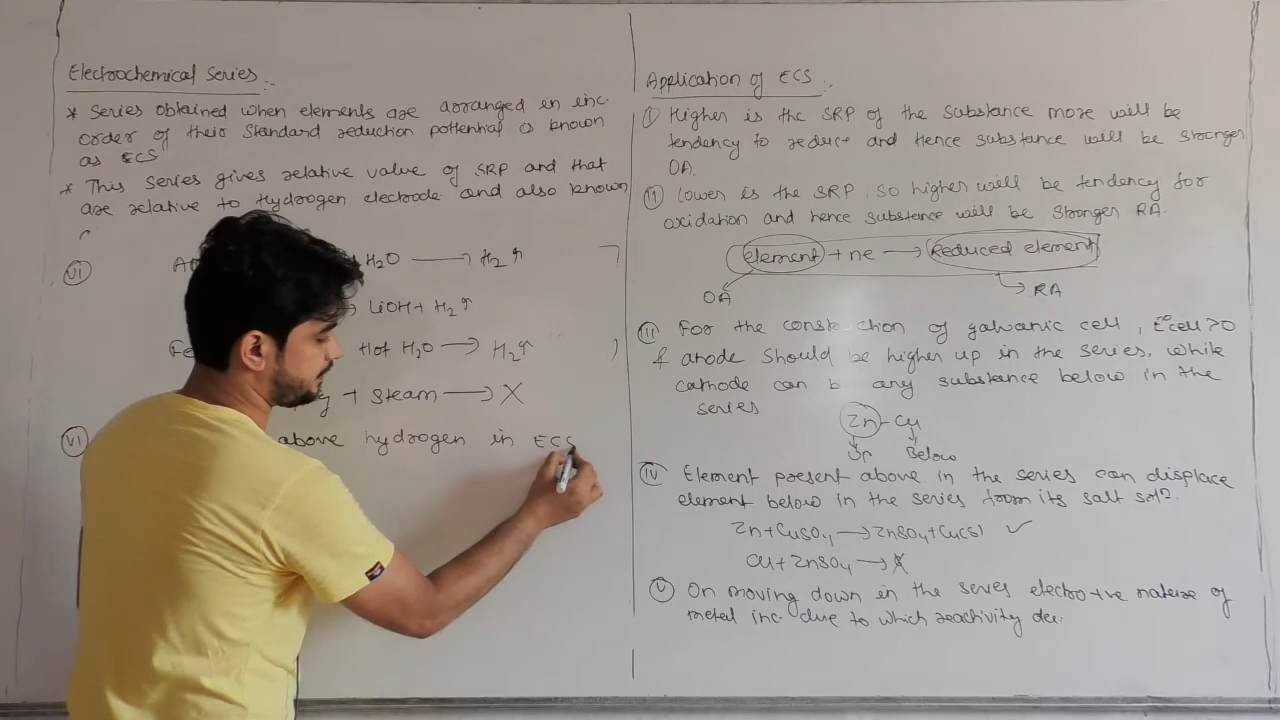 Electrochemical Series :-
* Series obtained when elements are arranged in inc.
order of their standard reduction pottential is known
as ECS
* This Series gives relative value of SRP and that
are relative to Hydrogen electrode and also known
VI
H2O ⟶ H2↑
→ LiOH + H2↑
Fe Hot H2O ⟶ H2↑
g + Steam ⟶ X
VI above hydrogen in ECS
Application of ECS :-
I Higher is the SRP of the substance more will be
tendency to reduct and Hence substance will be stronger
OA.
II Lower is the SRP, so higher will be tendency for
oxidation and hence substance will be stronger RA.
element + ne ⟶ Reduced element
OA RA
III For the const ction of galvanic cell, E°cell >0
f anode should be higher up in the series, while
cathode can b any substance below in the
series
Zn - Cu
Up Below
IV Element present above in the series can displace
element below in the series from its salt solⁿ.
Zn + CuSO4 ⟶ ZnSO4 + Cu(s) ✓
Cu + ZnSO4 ⟶ X
V On moving down in the series electro +ve nature of
metal inc. due to which reactivity dec.